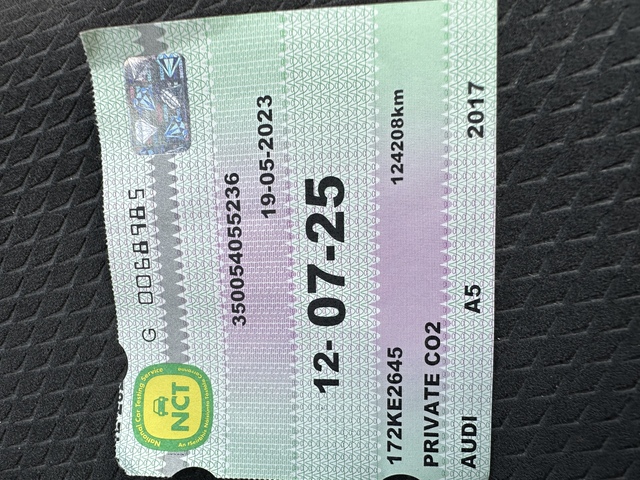 G 0068985
National Car Testing Service
NCT
350054055236
19-05-2023
12-07-25
172KE2645 124208km
PRIVATE CO2
AUDI A5 2017